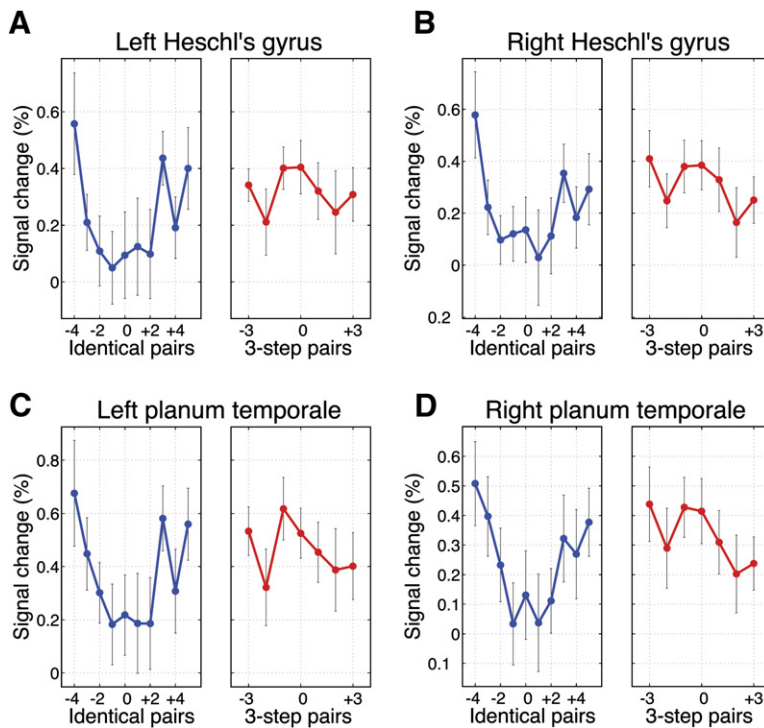 A
Left Heschl's gyrus
Signal change (%)
0.6
0.4
0.2
0
-4 -2 0 +2 +4
Identical pairs
-3 0 +3
3-step pairs
B
Right Heschl's gyrus
Signal change (%)
0.6
0.4
0.2
0
0.2
-4 -2 0 +2 +4
Identical pairs
-3 0 +3
3-step pairs
C
Left planum temporale
Signal change (%)
0.8
0.6
0.4
0.2
0
-4 -2 0 +2 +4
Identical pairs
-3 0 +3
3-step pairs
D
Right planum temporale
Signal change (%)
0.6
0.5
0.4
0.3
0.2
0.1
0
0.1
-4 -2 0 +2 +4
Identical pairs
-3 0 +3
3-step pairs